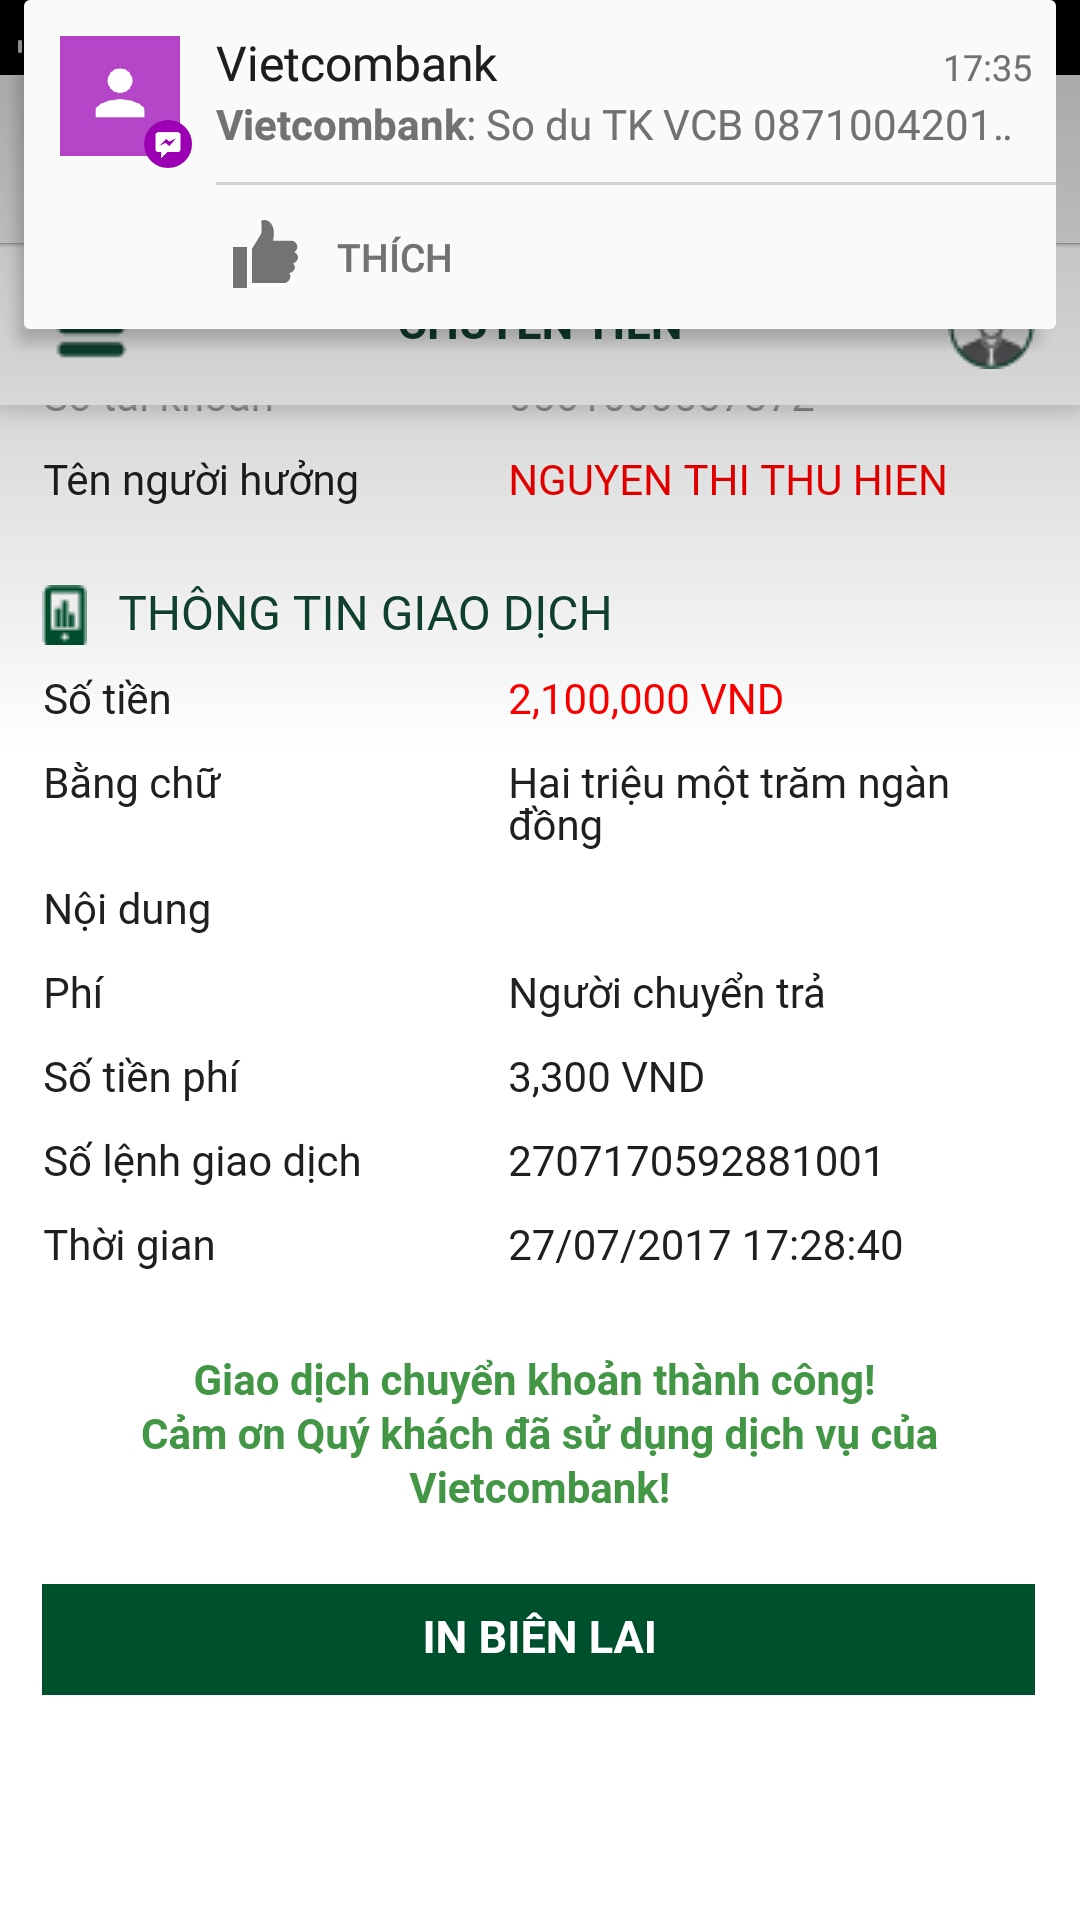 Vietcombank 17:35
Vietcombank: So du TK VCB 0871004201..
THÍCH
Tên người hưởng NGUYEN THI THU HIEN
THÔNG TIN GIAO DỊCH
Số tiền 2,100,000 VND
Bằng chữ Hai triệu một trăm ngàn
đồng
Nội dung
Phí Người chuyển trả
Số tiền phí 3,300 VND
Số lệnh giao dịch 2707170592881001
Thời gian 27/07/2017 17:28:40
Giao dịch chuyển khoản thành công!
Cảm ơn Quý khách đã sử dụng dịch vụ của
Vietcombank!
IN BIÊN LAI